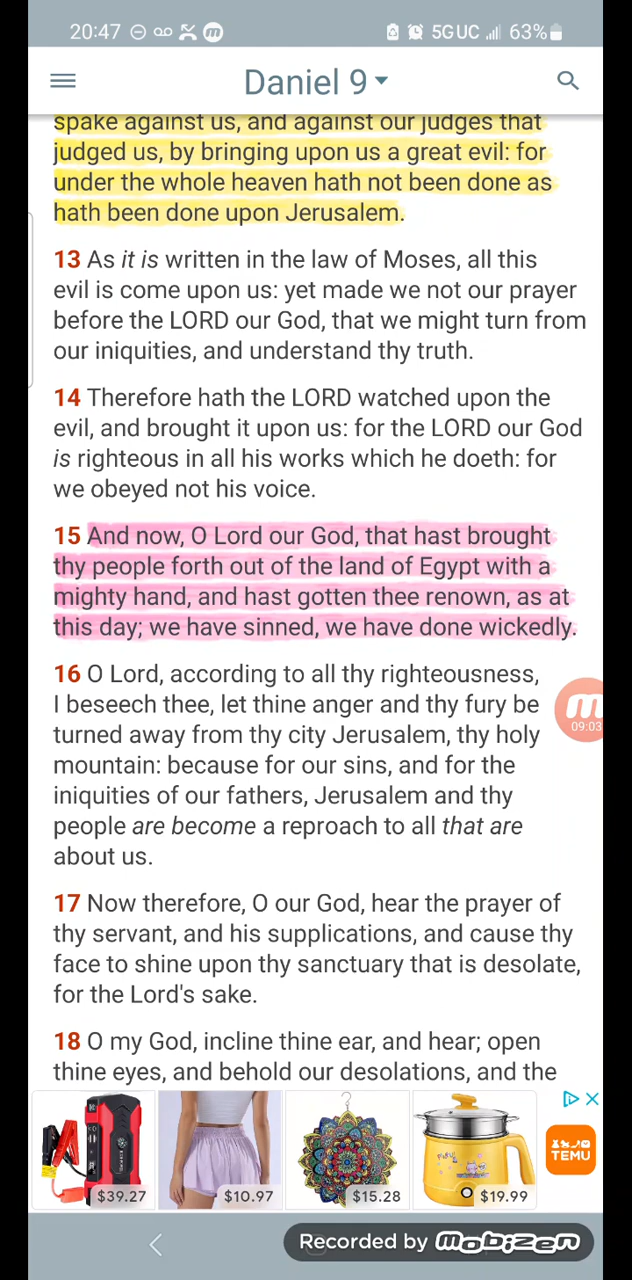 20:47
5GUC 63%
Daniel 9
spake against us, and against our judges that
judged us, by bringing upon us a great evil: for
under the whole heaven hath not been done as
hath been done upon Jerusalem.
13 As it is written in the law of Moses, all this
evil is come upon us: yet made we not our prayer
before the LORD our God, that we might turn from
our iniquities, and understand thy truth.
14 Therefore hath the LORD watched upon the
evil, and brought it upon us: for the LORD our God
is righteous in all his works which he doeth: for
we obeyed not his voice.
15 And now, O Lord our God, that hast brought
thy people forth out of the land of Egypt with a
mighty hand, and hast gotten thee renown, as at
this day; we have sinned, we have done wickedly.
16 O Lord, according to all thy righteousness,
I beseech thee, let thine anger and thy fury be
turned away from thy city Jerusalem, thy holy
mountain: because for our sins, and for the
iniquities of our fathers, Jerusalem and thy
people are become a reproach to all that are
about us.
m
09:03
17 Now therefore, O our God, hear the prayer of
thy servant, and his supplications, and cause thy
face to shine upon thy sanctuary that is desolate,
for the Lord's sake.
18 O my God, incline thine ear, and hear; open
thine eyes, and behold our desolations, and the
$39.27
$10.97
$15.28
$19.99
TEMU
Recorded by mobizen